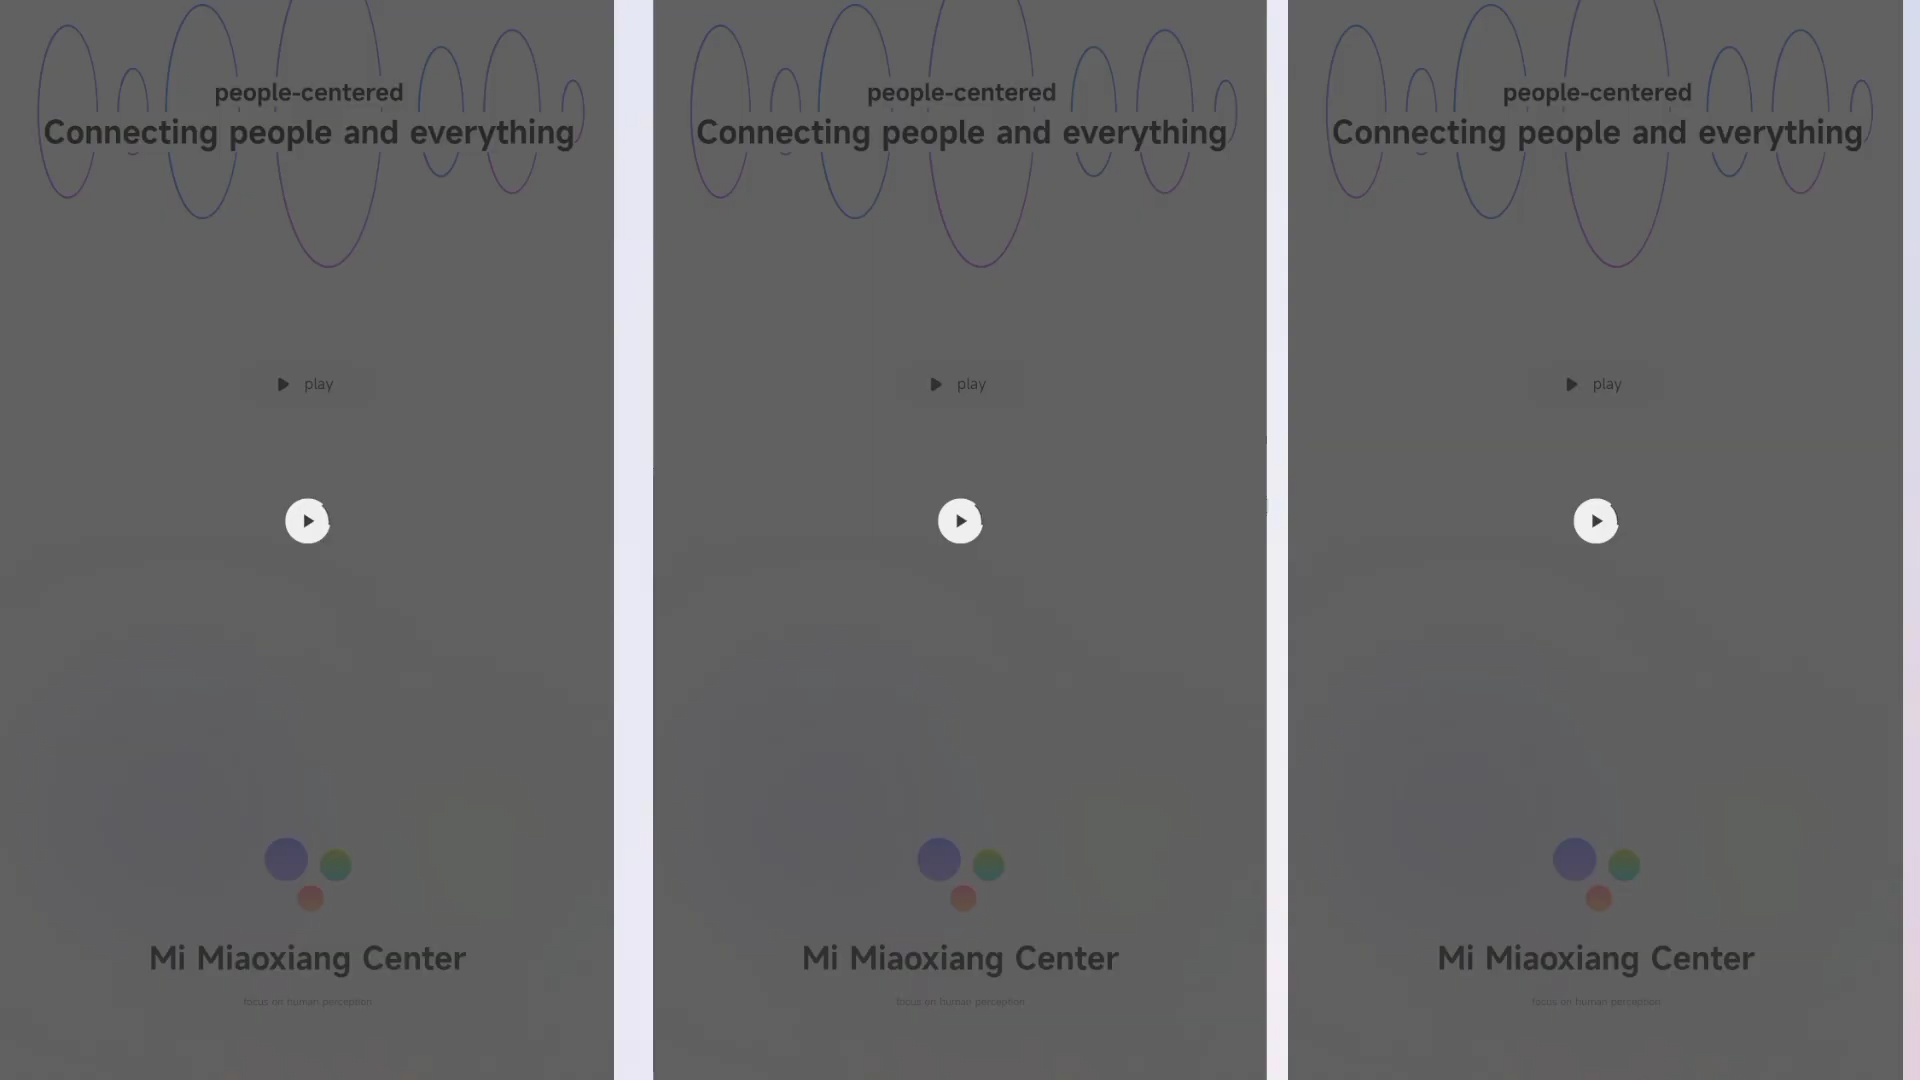 people-centered
Connecting people and everything
play
Mi Miaoxiang Center
focus on human perception
people-centered
Connecting people and everything
play
Mi Miaoxiang Center
focus on human perception
people-centered
Connecting people and everything
play
Mi Miaoxiang Center
focus on human perception